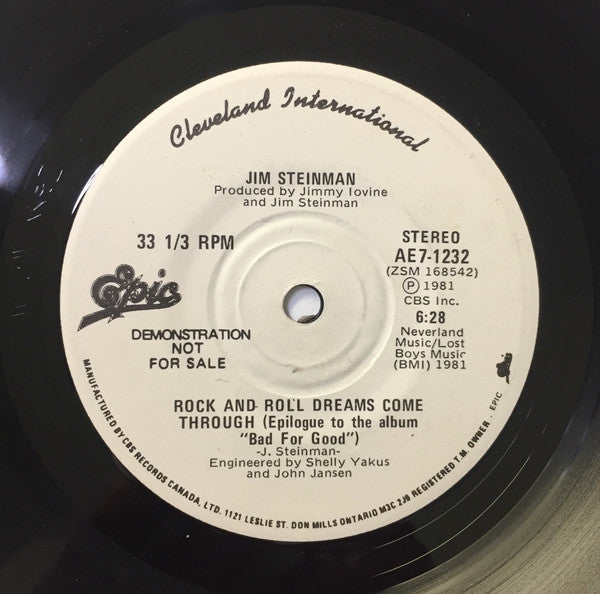 Cleveland International
JIM STEINMAN
Produced by Jimmy Iovine
and Jim Steinman
33 1/3 RPM
STEREO
AE7-1232
(ZSM 168542)
Ⓟ 1981
CBS Inc.
6:28
Neverland
Music/Lost
Boys Music
(BMI) 1981
Epic
DEMONSTRATION
NOT
FOR SALE
ROCK AND ROLL DREAMS COME
THROUGH (Epilogue to the album
"Bad For Good")
-J. Steinman-
Engineered by Shelly Yakus
and John Jansen
MANUFACTURED BY CBS RECORDS CANADA, LTD. 1121 LESLIE ST. DON MILLS ONTARIO M3C 2J9 REGISTERED T.M. OWNER. EPIC
Epic